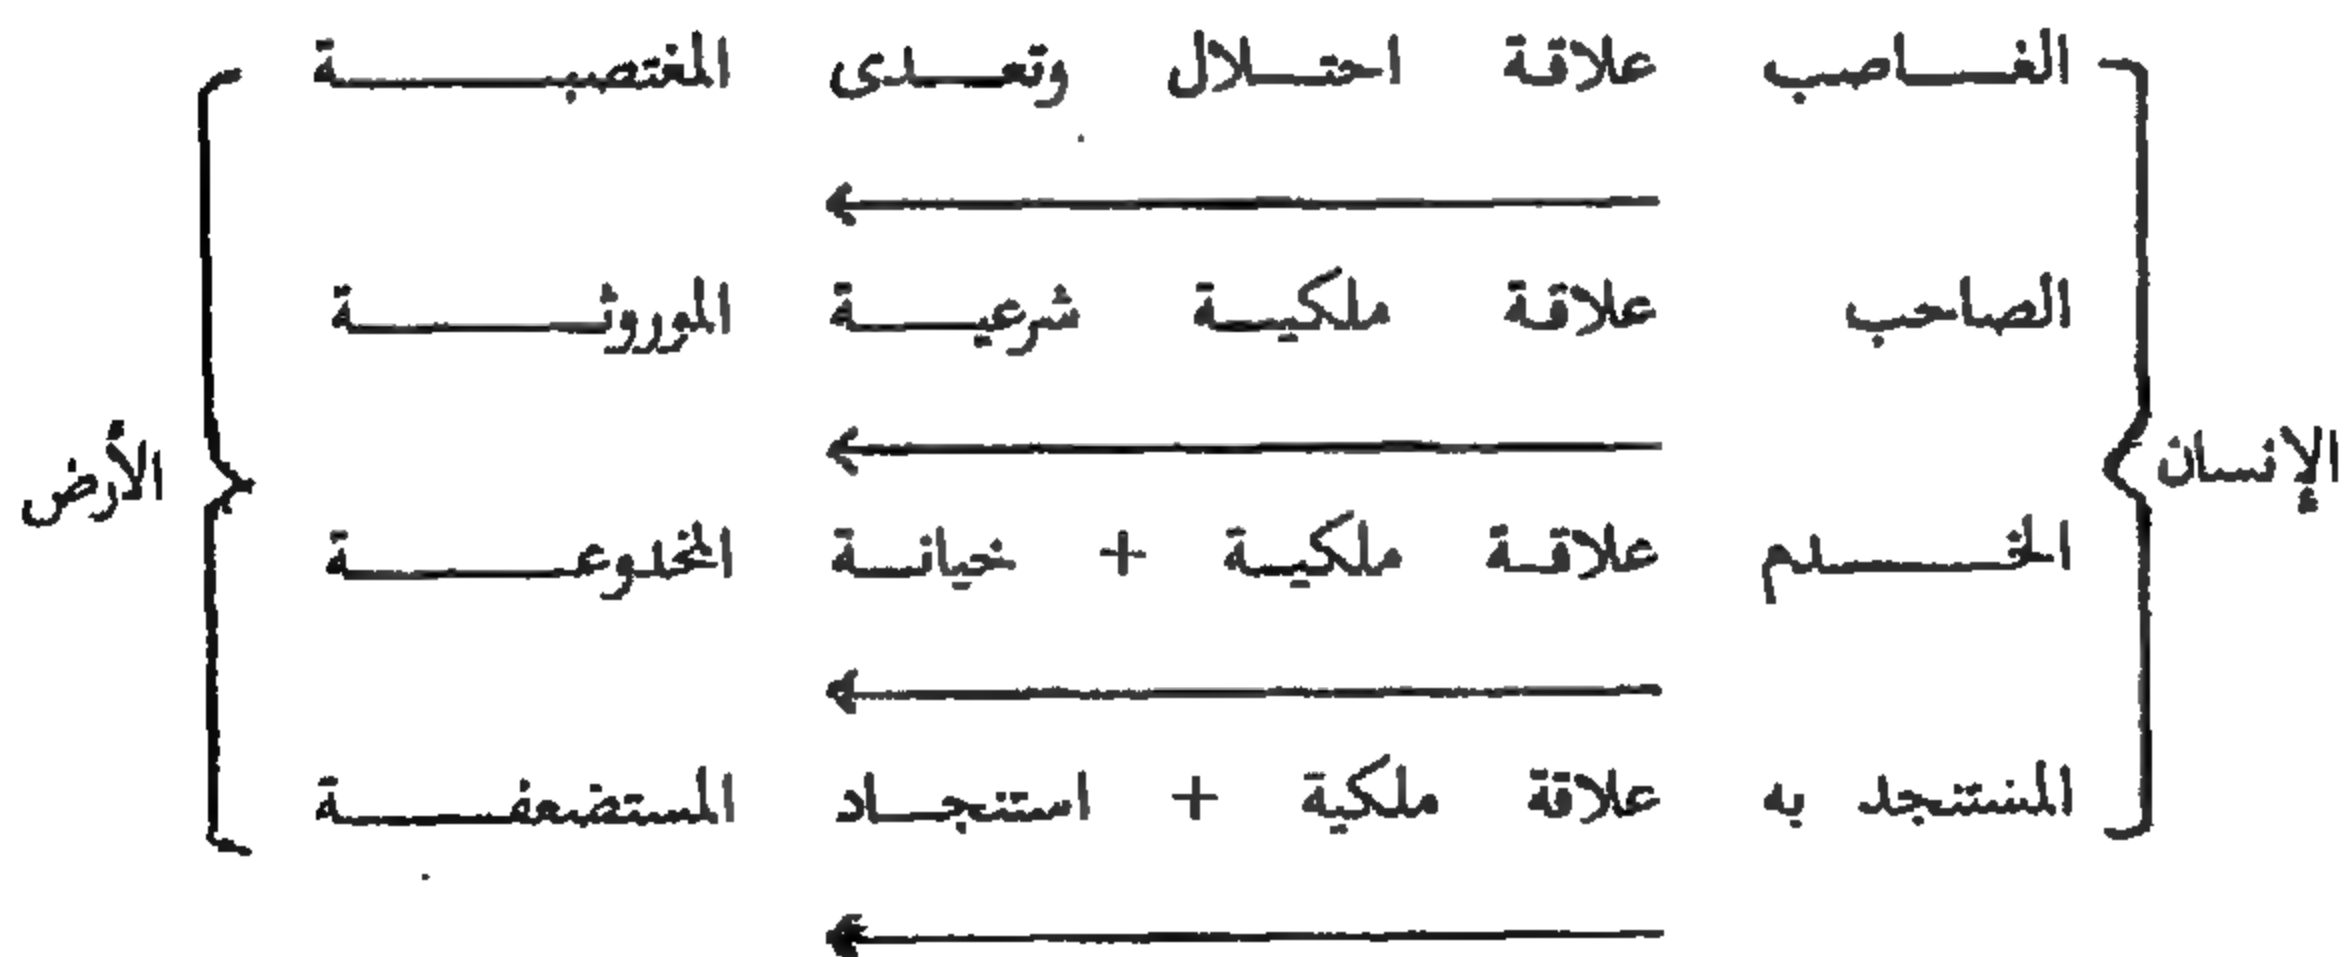 الغاصب علاقة احتلال وتعدى المغتصبة
الصاحب علاقة ملكية شرعية الموروثة
الإنسان
الأرض
الخلم علاقة ملكية + خيانة المخلوعة
المستنجد به علاقة ملكية + استنجاد المستضعفة